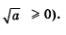 √a ⩾0).